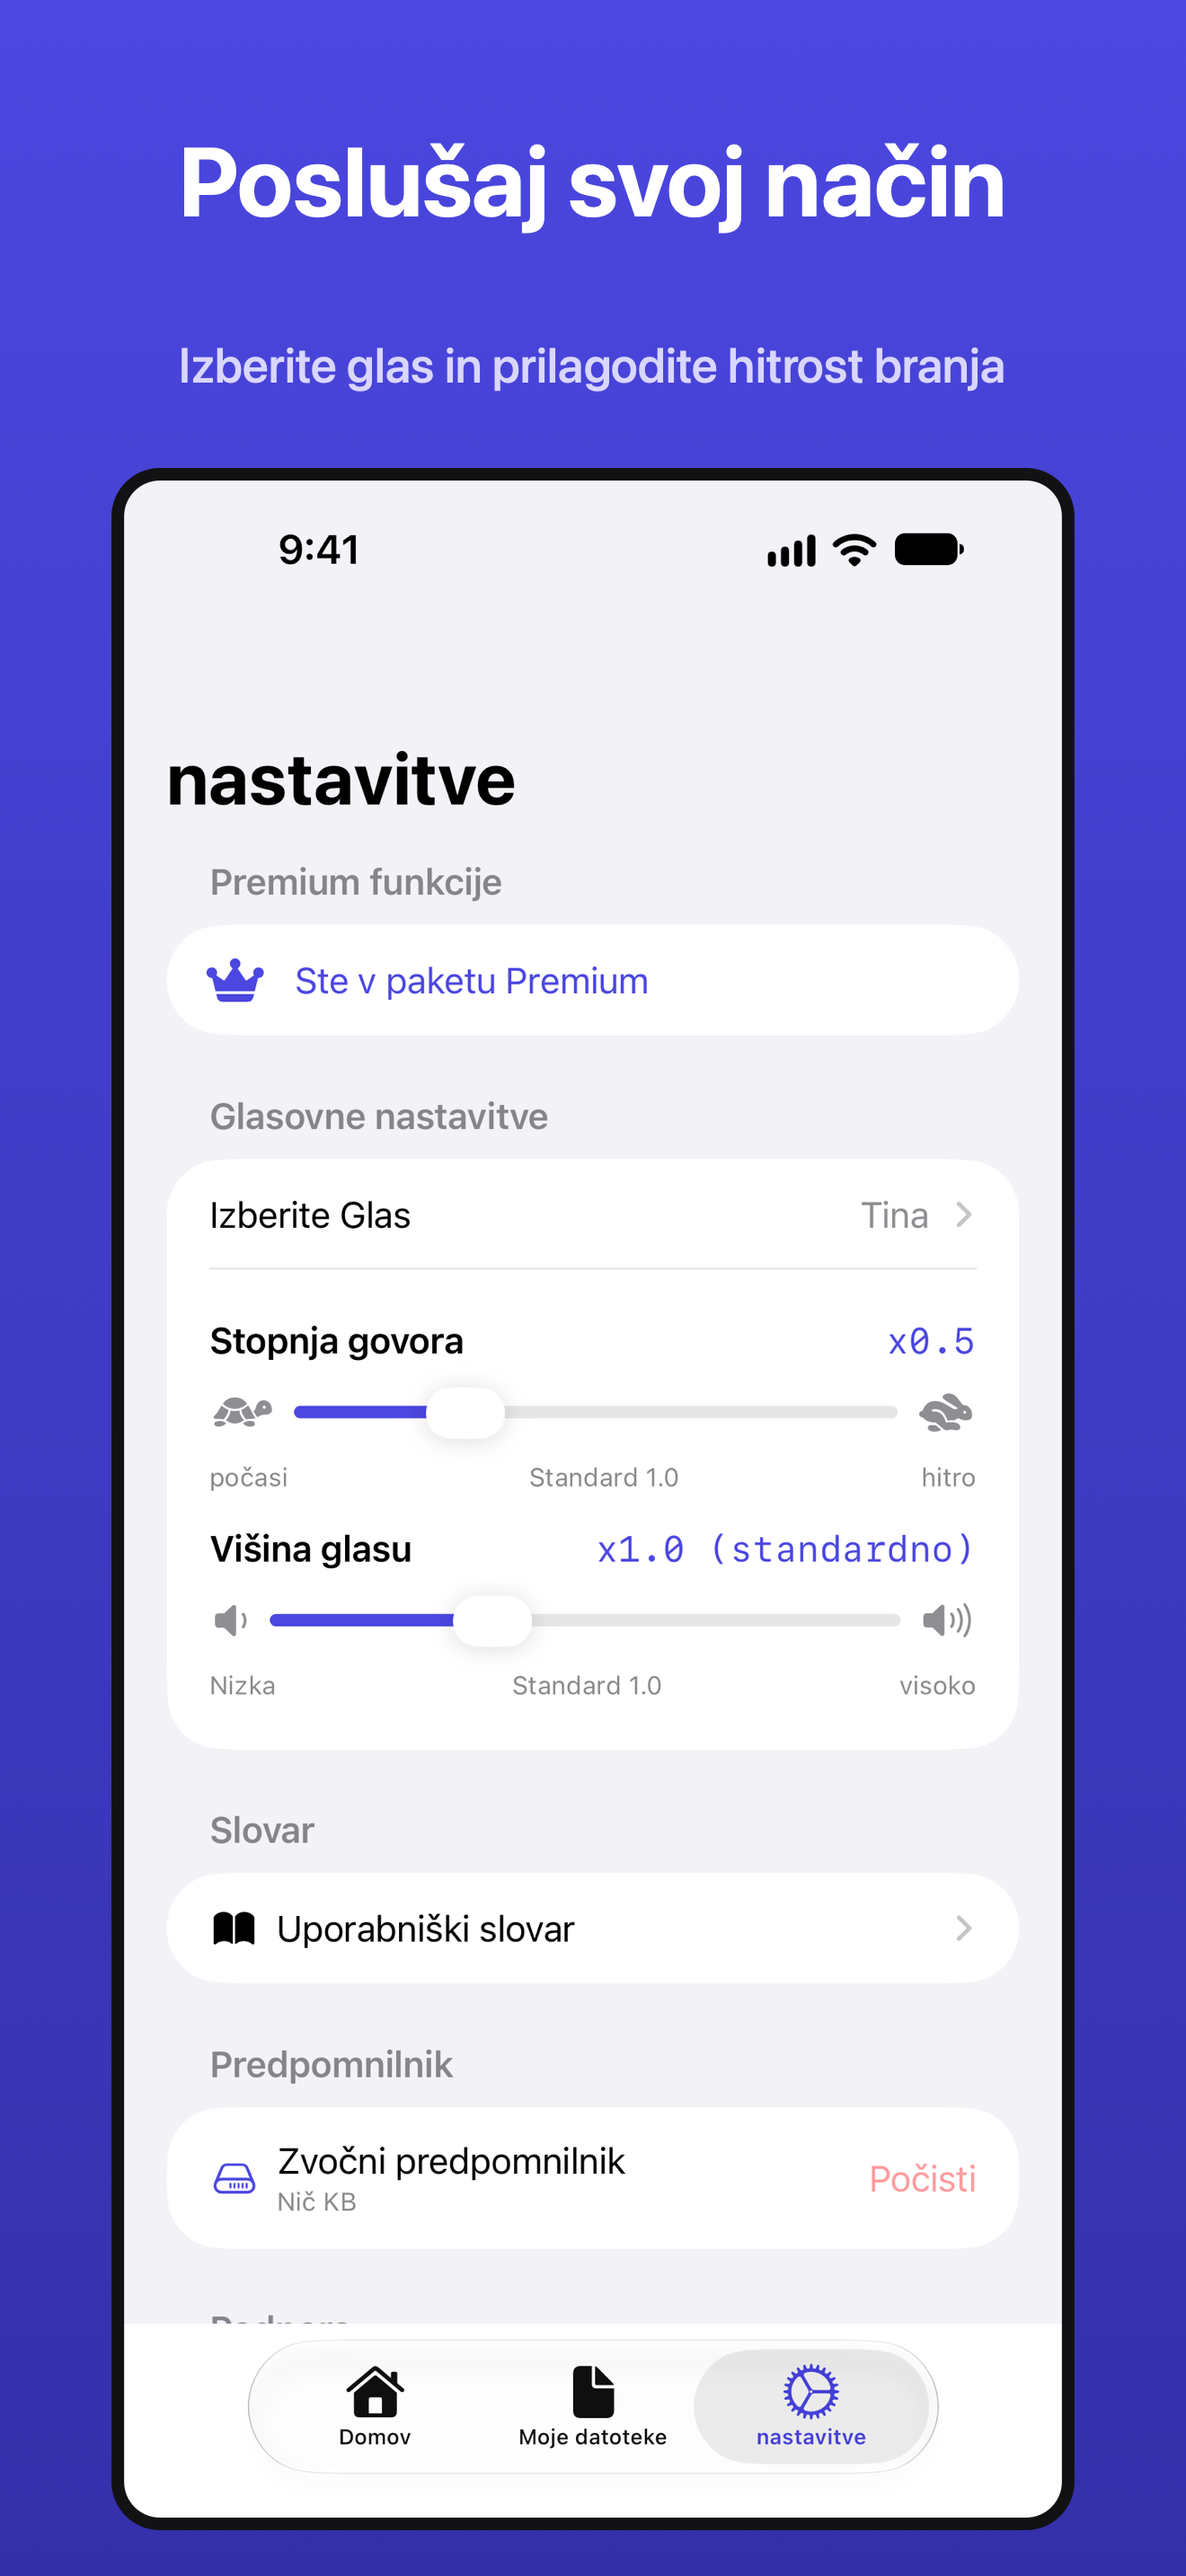 Poslušaj svoj način
Izberite glas in prilagodite hitrost branja
9:41
nastavitve
Premium funkcije
Ste v paketu Premium
Glasovne nastavitve
Izberite Glas Tina
Stopnja govora x0.5
počasi Standard 1.0 hitro
Višina glasu x1.0 (standardno)
Nizka Standard 1.0 visoko
Slovar
Uporabniški slovar
Predpomnilnik
Zvočni predpomnilnik
Nič KB
Počisti
Domov Moje datoteke nastavitve